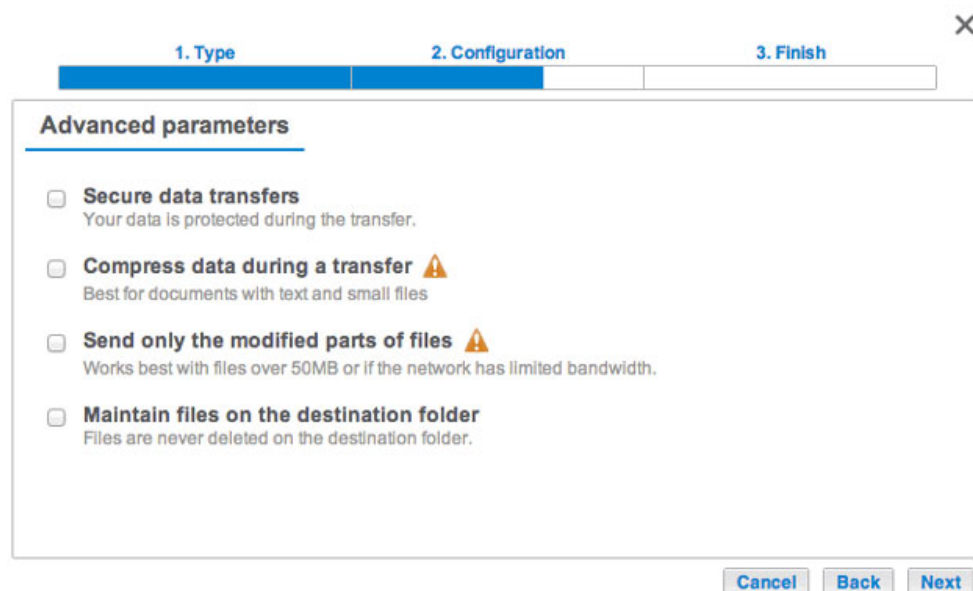 1. Type 2. Configuration 3. Finish
Advanced parameters
Secure data transfers
Your data is protected during the transfer.
Compress data during a transfer
Best for documents with text and small files
Send only the modified parts of files
Works best with files over 50MB or if the network has limited bandwidth.
Maintain files on the destination folder
Files are never deleted on the destination folder.
Cancel Back Next